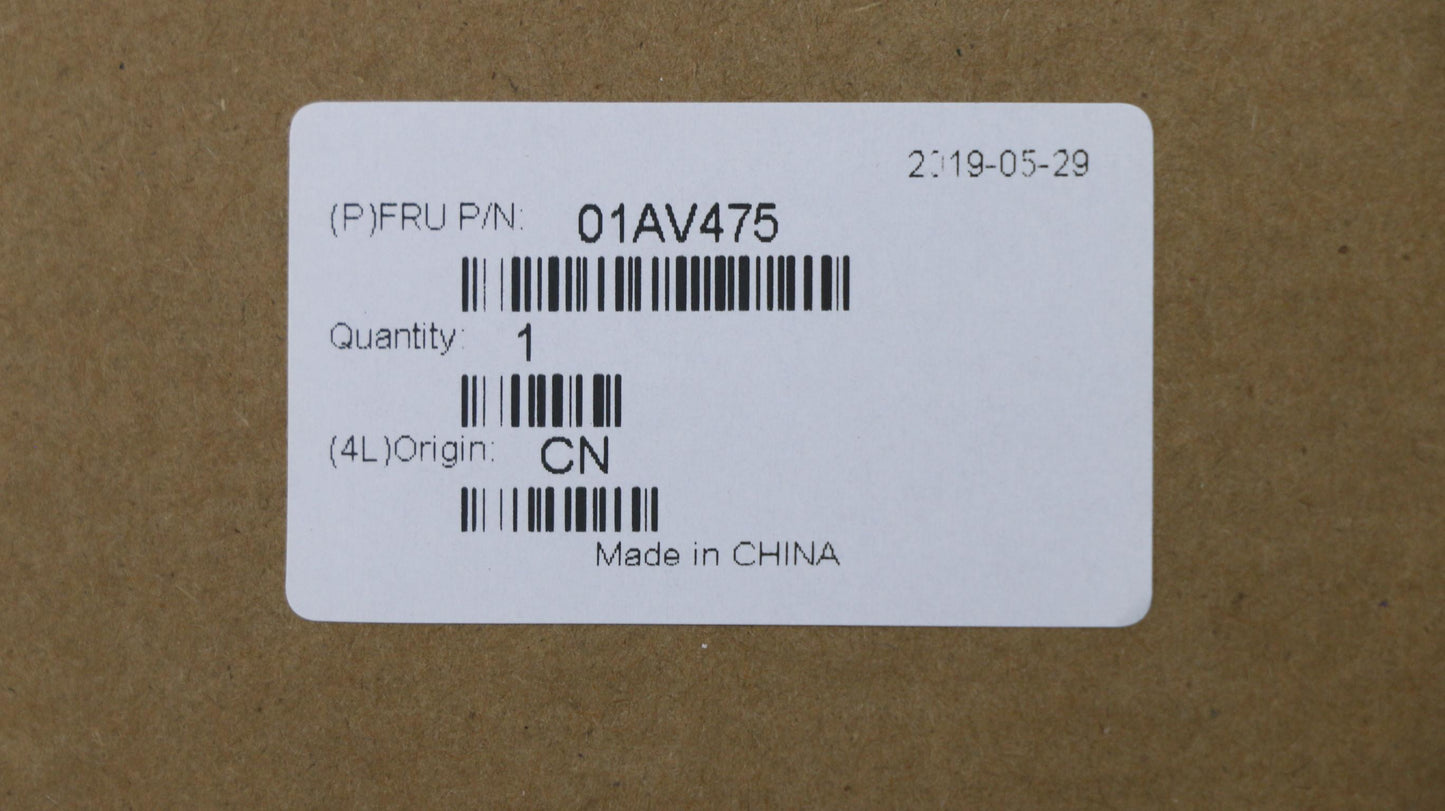 2019-05-29
(P)FRU P/N: 01AV475
Quantity: 1
(4L)Origin: CN
Made in CHINA